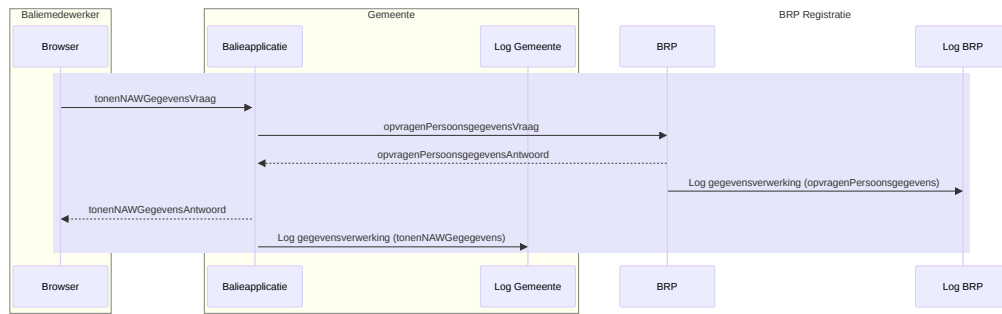 Baliemedewerker
Gemeente
BRP Registratie
Browser
Balieapplicatie
Log Gemeente
BRP
Log BRP
tonenNAWGegevensVraag
opvragenPersoonsgegevensVraag
opvragenPersoonsgegevensAntwoord
Log gegevensverwerking (opvragenPersoonsgegevens)
tonenNAWGegevensAntwoord
Log gegevensverwerking (tonenNAWGegegevens)
Browser
Balieapplicatie
Log Gemeente
BRP
Log BRP